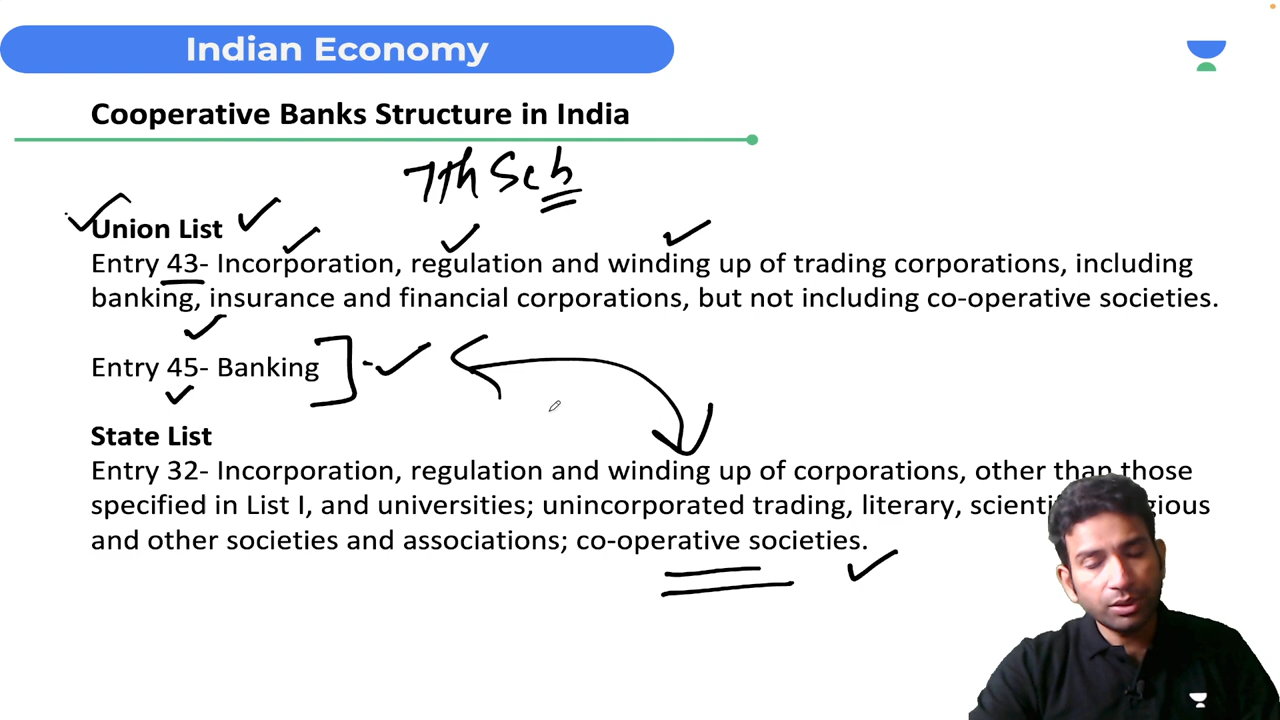 Indian Economy
Cooperative Banks Structure in India
7th Sch
Union List
Entry 43- Incorporation, regulation and winding up of trading corporations, including
banking, insurance and financial corporations, but not including co-operative societies.
Entry 45- Banking
State List
Entry 32- Incorporation, regulation and winding up of corporations, other than those
specified in List I, and universities; unincorporated trading, literary,
and other societies and associations; co-operative societies.